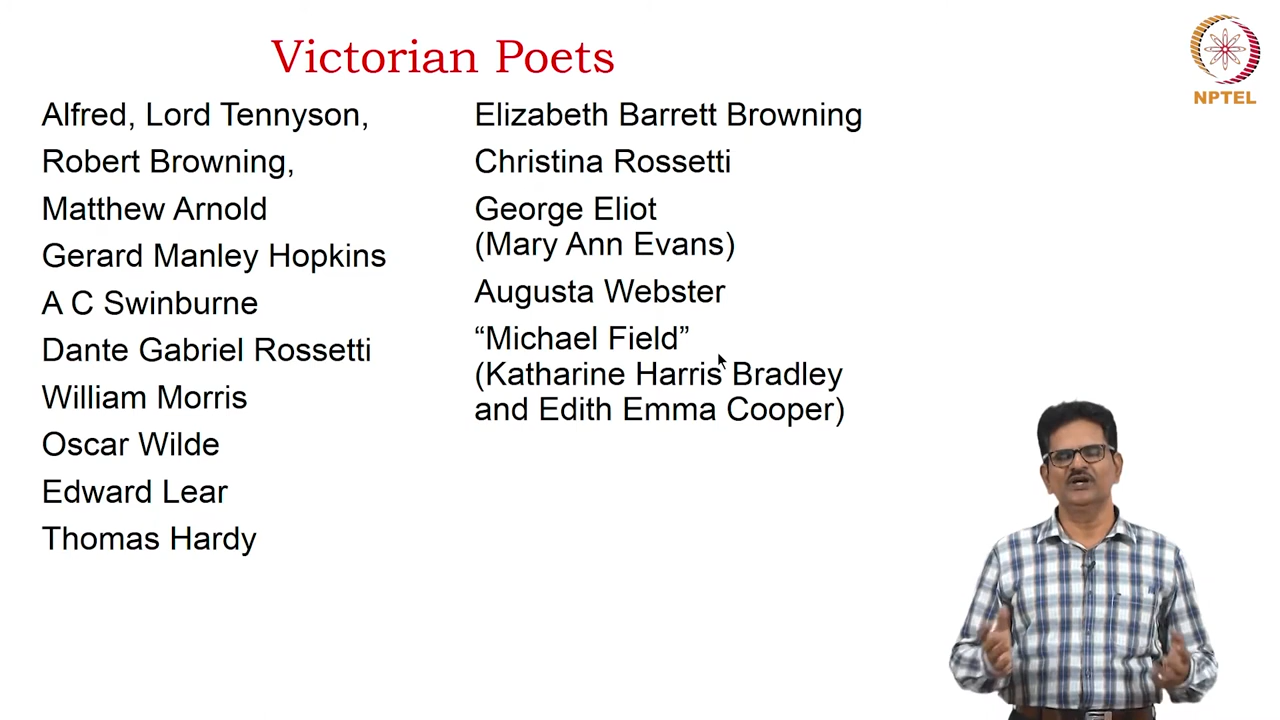 Victorian Poets
Alfred, Lord Tennyson,
Robert Browning,
Matthew Arnold
Gerard Manley Hopkins
A C Swinburne
Dante Gabriel Rossetti
William Morris
Oscar Wilde
Edward Lear
Thomas Hardy
Elizabeth Barrett Browning
Christina Rossetti
George Eliot
(Mary Ann Evans)
Augusta Webster
“Michael Field”
(Katharine Harris Bradley
and Edith Emma Cooper)
NPTEL